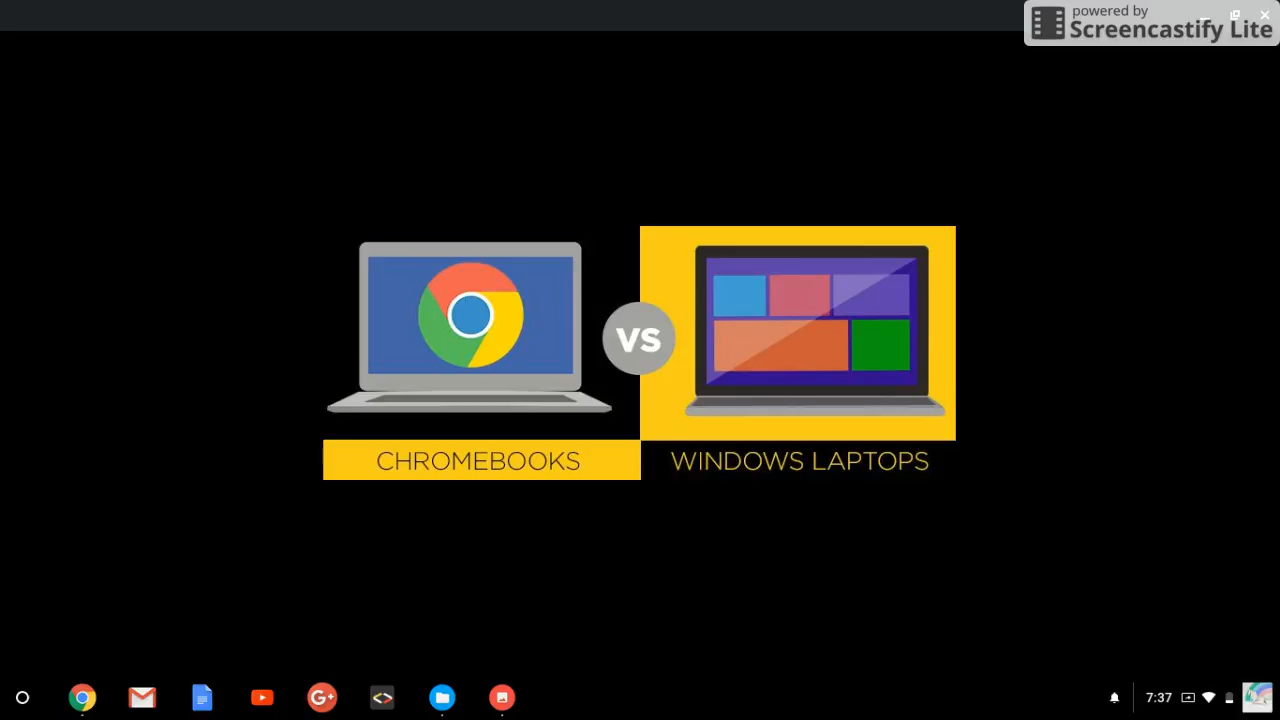 powered by
Screencastify Lite
VS
CHROMEBOOKS
WINDOWS LAPTOPS
G+
<>
7:37